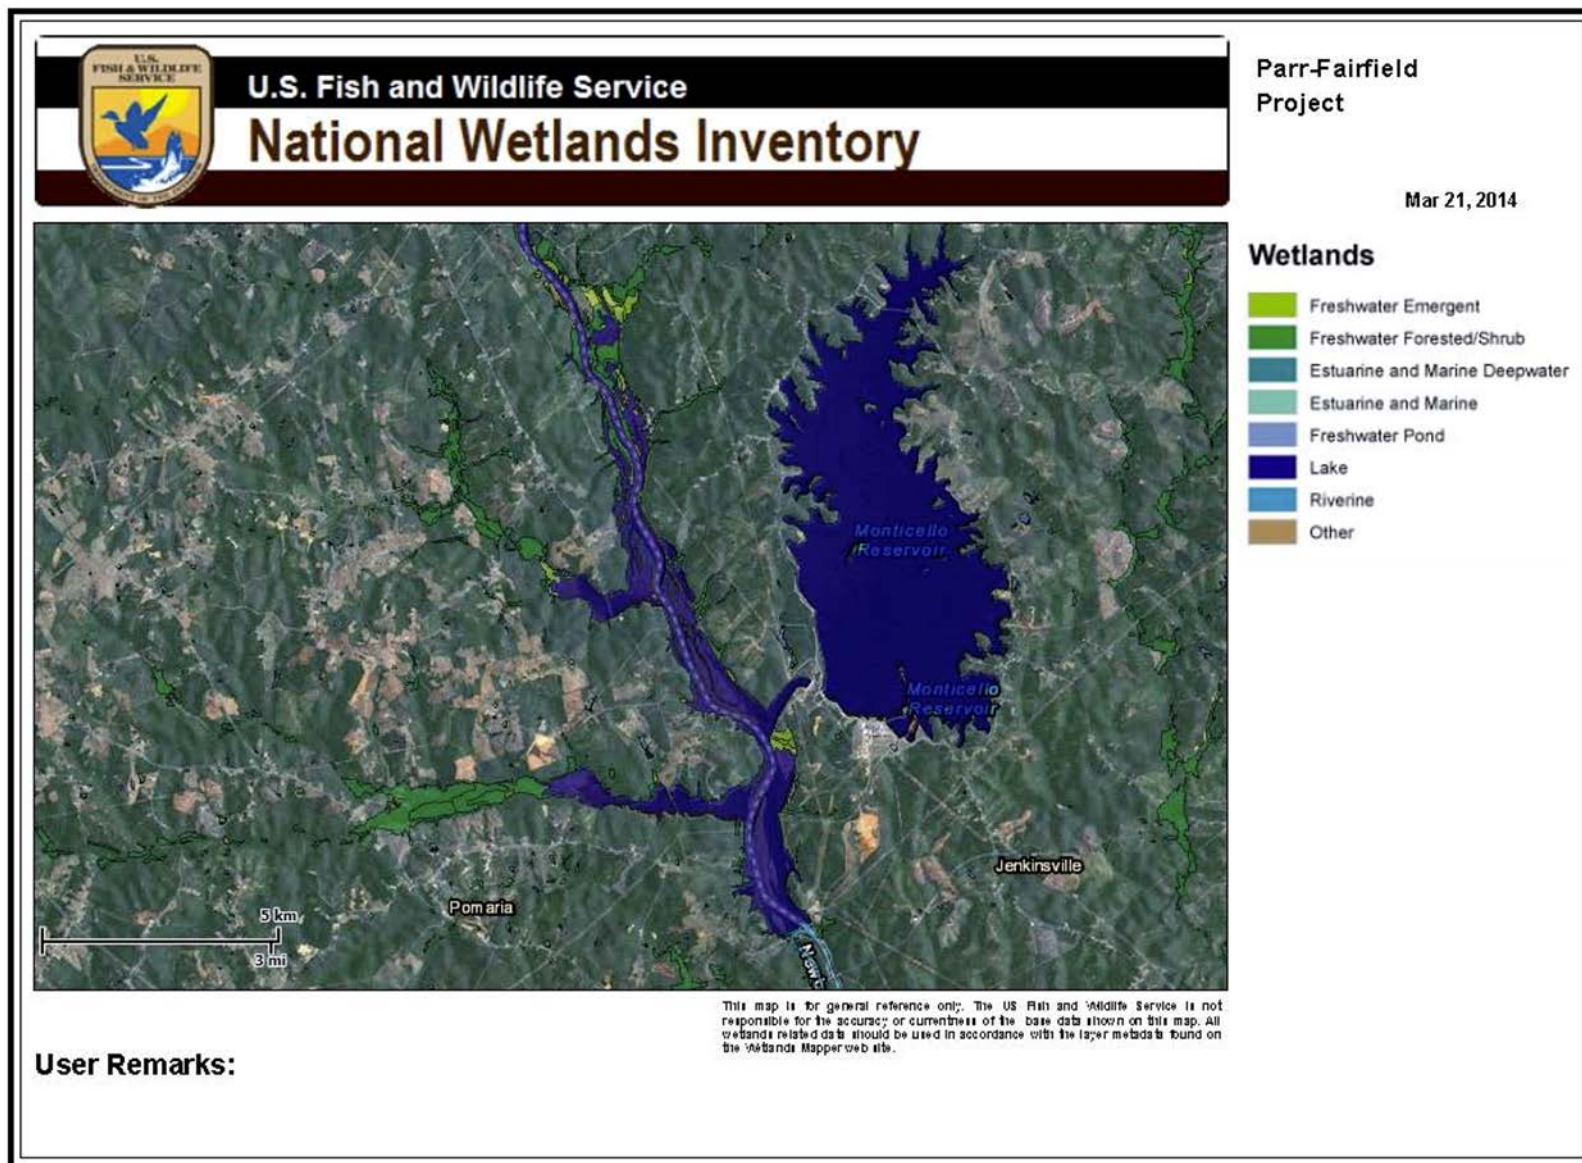 U.S.
FISH & WILDLIFE
SERVICE
DEPARTMENT OF THE INTERIOR
U.S. Fish and Wildlife Service
National Wetlands Inventory
Parr-Fairfield
Project
Mar 21, 2014
Wetlands
Freshwater Emergent
Freshwater Forested/Shrub
Estuarine and Marine Deepwater
Estuarine and Marine
Freshwater Pond
Lake
Riverine
Other
Monticello
Reservoir
Monticello
Reservoir
Jenkinsville
Pomaria
5 km
3 mi
Newb
This map is for general reference only. The US Fish and Wildlife Service is not
responsible for the accuracy or currentness of the base data shown on this map. All
wetlands related data should be used in accordance with the layer metadata found on
the Wetlands Mapper web site.
User Remarks: